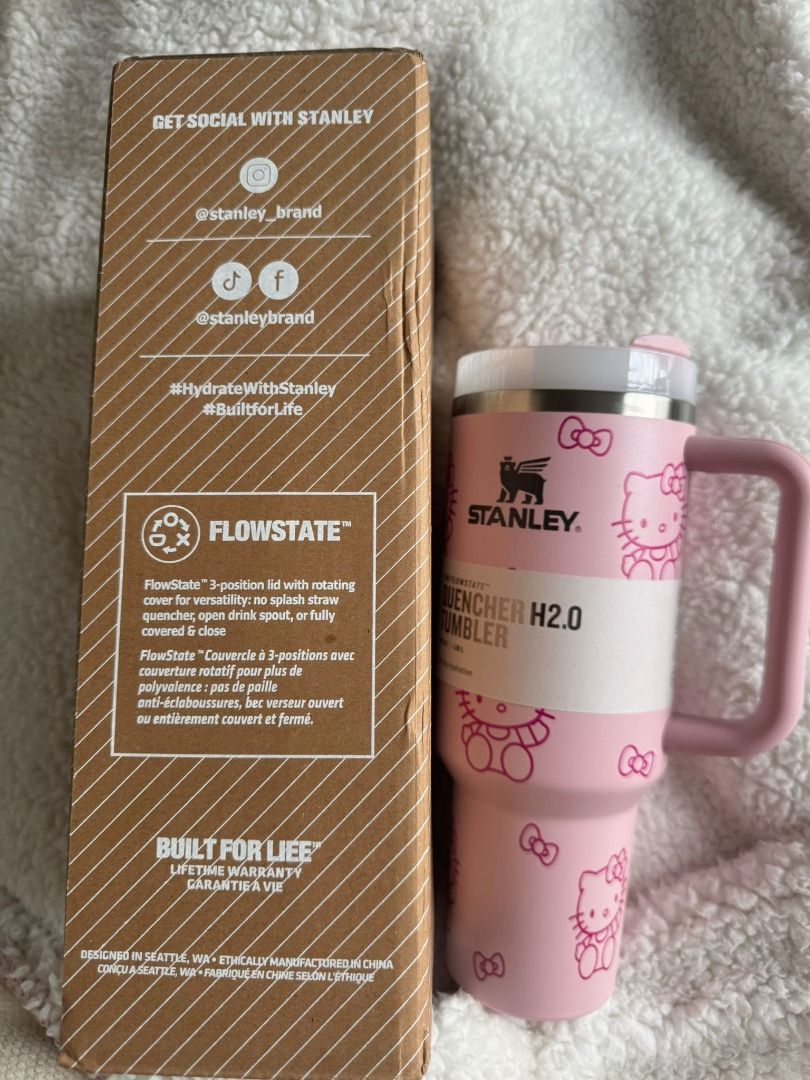 GET SOCIAL WITH STANLEY
@stanley_brand
@stanleybrand
#HydrateWithStanley
#BuiltforLife
FLOWSTATE™
FlowState™ 3-position lid with rotating
cover for versatility: no splash straw
quencher, open drink spout, or fully
covered & close
FlowState™ Couvercle à 3-positions avec
couverture rotatif pour plus de
polyvalence : pas de paille
anti-éclaboussures, bec verseur ouvert
ou entièrement couvert et fermé.
BUILT FOR LIFE™
LIFETIME WARRANTY
GARANTIE À VIE
DESIGNED IN SEATTLE, WA • ETHICALLY MANUFACTURED IN CHINA
CONÇU A SEATTLE, WA • FABRIQUÉ EN CHINE SELON L'ÉTHIQUE
STANLEY®
FLOWSTATE™
QUENCHER H2.0
TUMBLER